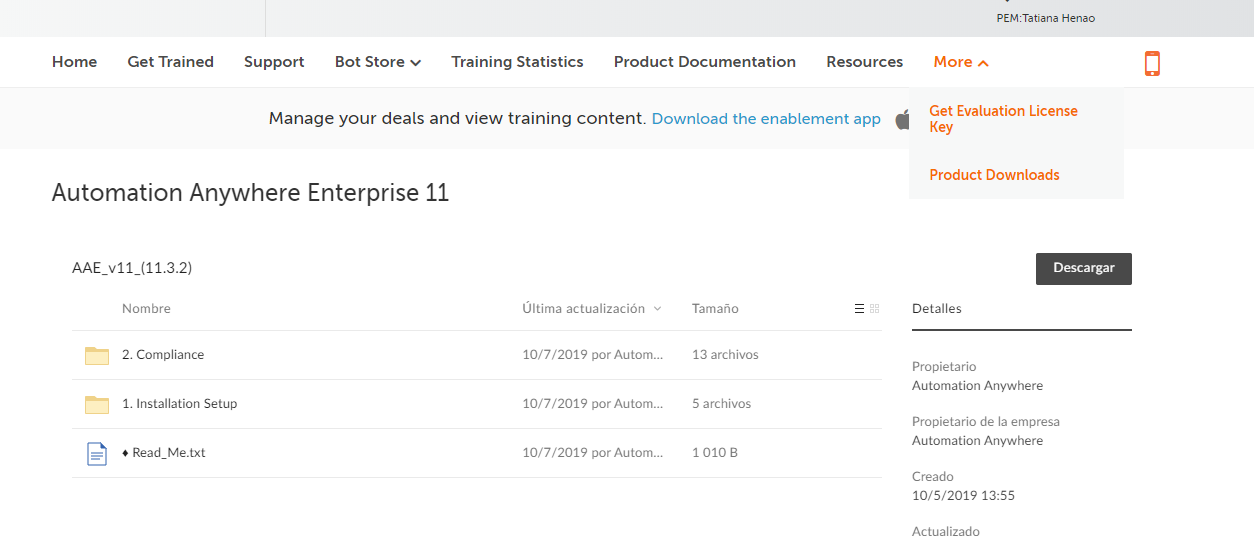 PEM:Tatiana Henao
Home Get Trained Support Bot Store Training Statistics Product Documentation Resources More
Manage your deals and view training content. Download the enablement app
Get Evaluation License
Key
Product Downloads
Automation Anywhere Enterprise 11
AAE_v11_(11.3.2)
Descargar
Nombre Última actualización Tamaño
Detalles
2. Compliance 10/7/2019 por Autom... 13 archivos
1. Installation Setup 10/7/2019 por Autom... 5 archivos
♦ Read_Me.txt 10/7/2019 por Autom... 1 010 B
Propietario
Automation Anywhere
Propietario de la empresa
Automation Anywhere
Creado
10/5/2019 13:55
Actualizado